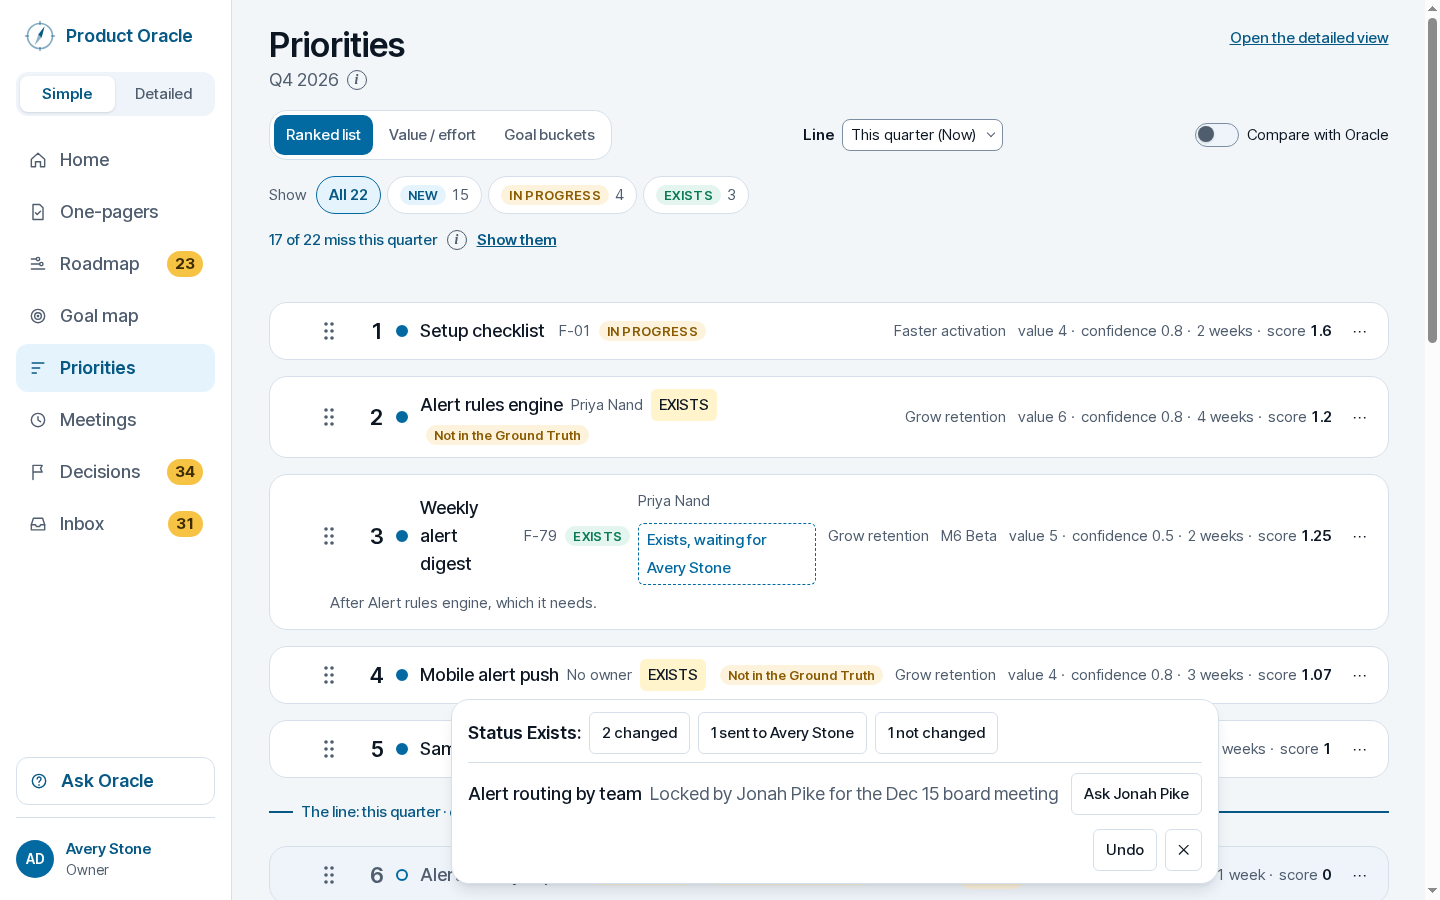 Product Oracle
Simple Detailed
Home
One-pagers
Roadmap 23
Goal map
Priorities
Meetings
Decisions 34
Inbox 31
Ask Oracle
AD Avery Stone
Owner
Priorities
Open the detailed view
Q4 2026 i
Ranked list Value / effort Goal buckets
Line This quarter (Now)
Compare with Oracle
Show All 22 NEW 15 IN PROGRESS 4 EXISTS 3
17 of 22 miss this quarter i Show them
1 Setup checklist F-01 IN PROGRESS Faster activation value 4 · confidence 0.8 · 2 weeks · score 1.6 ···
2 Alert rules engine Priya Nand EXISTS Grow retention value 6 · confidence 0.8 · 4 weeks · score 1.2 ···
Not in the Ground Truth
3 Weekly alert digest F-79 EXISTS Priya Nand Exists, waiting for Avery Stone Grow retention M6 Beta value 5 · confidence 0.5 · 2 weeks · score 1.25 ···
After Alert rules engine, which it needs.
4 Mobile alert push No owner EXISTS Not in the Ground Truth Grow retention value 4 · confidence 0.8 · 3 weeks · score 1.07 ···
5 Sam weeks · score 1 ···
The line: this quarter ·
6 Aler 1 week · score 0 ···
Status Exists: 2 changed 1 sent to Avery Stone 1 not changed
Alert routing by team Locked by Jonah Pike for the Dec 15 board meeting Ask Jonah Pike
Undo ×